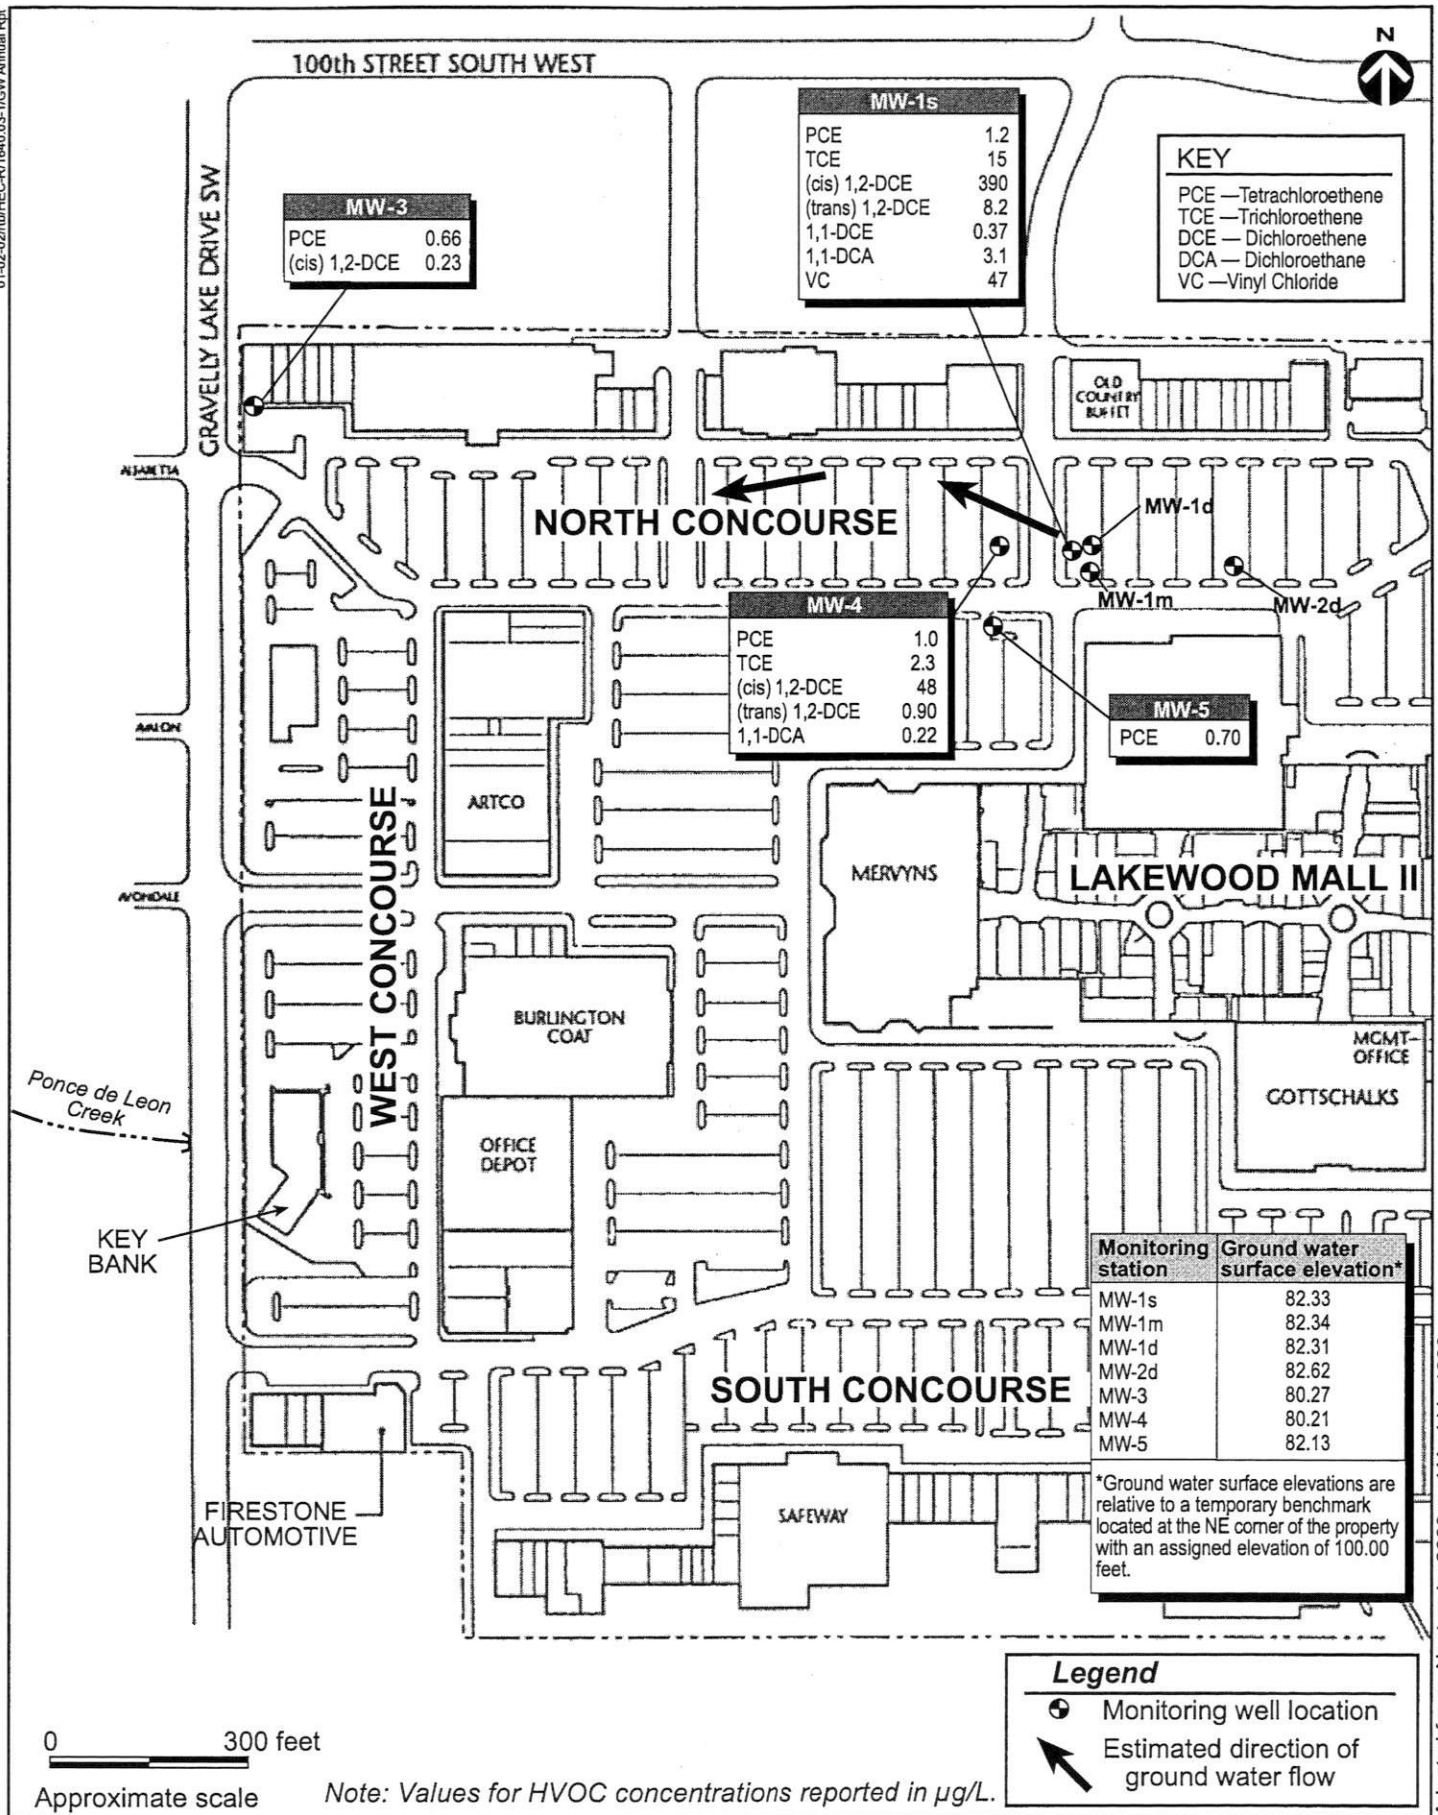 100th STREET SOUTH WEST
N
GRAVELLY LAKE DRIVE SW
MW-3
PCE 0.66
(cis) 1,2-DCE 0.23
MW-1s
PCE 1.2
TCE 15
(cis) 1,2-DCE 390
(trans) 1,2-DCE 8.2
1,1-DCE 0.37
1,1-DCA 3.1
VC 47
KEY
PCE —Tetrachloroethene
TCE —Trichloroethene
DCE — Dichloroethene
DCA — Dichloroethane
VC —Vinyl Chloride
OLD
COUNTRY
BUFFET
NORTH CONCOURSE
MW-1d
MW-1m
MW-2d
MW-4
PCE 1.0
TCE 2.3
(cis) 1,2-DCE 48
(trans) 1,2-DCE 0.90
1,1-DCA 0.22
MW-5
PCE 0.70
AVALON
ARTCO
AVONDALE
WEST CONCOURSE
MERVYNS
LAKEWOOD MALL II
BURLINGTON
COAT
MGMT
OFFICE
GOTTSCHALKS
Ponce de Leon
Creek
OFFICE
DEPOT
KEY
BANK
Monitoring station Ground water surface elevation*
MW-1s 82.33
MW-1m 82.34
MW-1d 82.31
MW-2d 82.62
MW-3 80.27
MW-4 80.21
MW-5 82.13
*Ground water surface elevations are
relative to a temporary benchmark
located at the NE corner of the property
with an assigned elevation of 100.00
feet.
SOUTH CONCOURSE
FIRESTONE
AUTOMOTIVE
SAFEWAY
Legend
Monitoring well location
Estimated direction of
ground water flow
0 300 feet
Approximate scale
Note: Values for HVOC concentrations reported in µg/L.